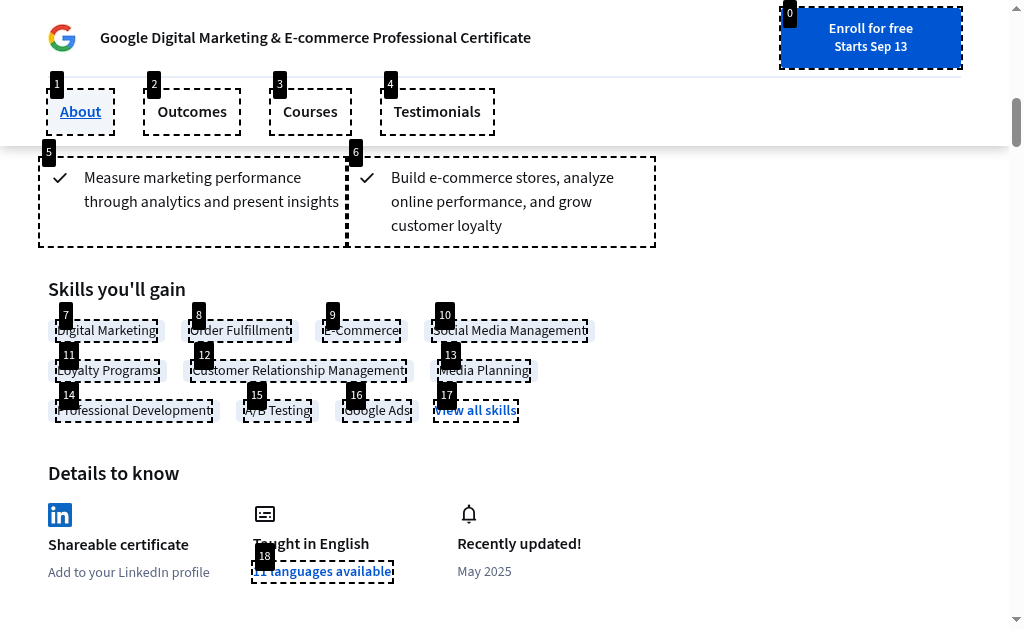 Google Digital Marketing & E-commerce Professional Certificate
0
Enroll for free
Starts Sep 13
1
2
3
4
About
Outcomes
Courses
Testimonials
5
6
Measure marketing performance
through analytics and present insights
Build e-commerce stores, analyze
online performance, and grow
customer loyalty
Skills you'll gain
7
8
9
10
Digital Marketing
Order Fulfillment
E-Commerce
Social Media Management
11
12
13
Loyalty Programs
Customer Relationship Management
Media Planning
14
15
16
17
Professional Development
A/B Testing
Google Ads
View all skills
Details to know
Shareable certificate
Add to your LinkedIn profile
Taught in English
18
11 languages available
Recently updated!
May 2025